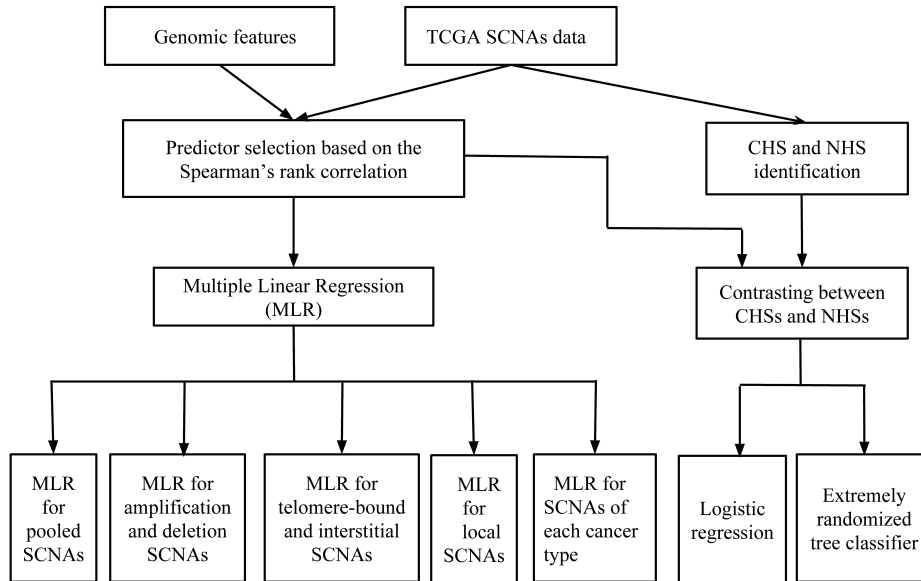 Genomic features
TCGA SCNAs data
Predictor selection based on the
Spearman's rank correlation
CHS and NHS
identification
Multiple Linear Regression
(MLR)
Contrasting between
CHSs and NHSs
MLR
for
pooled
SCNAs
MLR for
amplification
and deletion
SCNAs
MLR for
telomere-bound
and interstitial
SCNAs
MLR
for
local
SCNAs
MLR for
SCNAs of
each cancer
type
Logistic
regression
Extremely
randomized
tree classifier